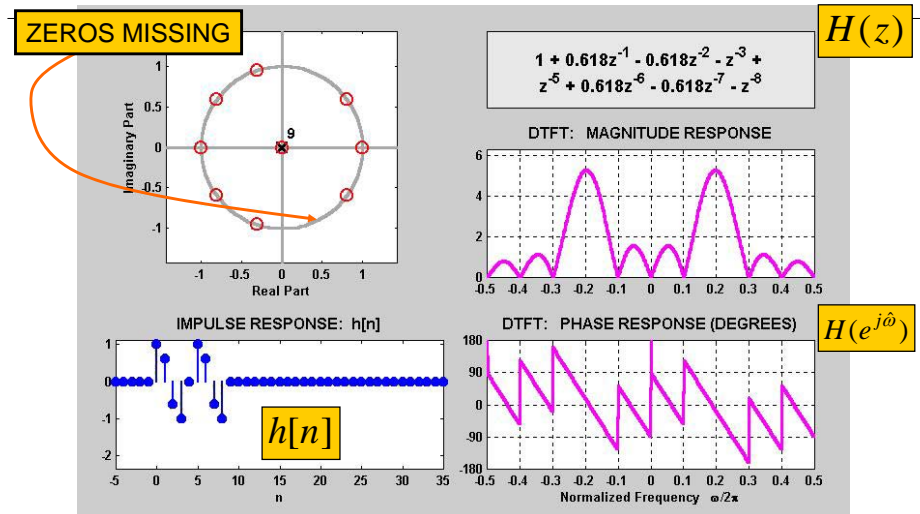 ZEROS MISSING
H(z)
1 + 0.618z^-1 - 0.618z^-2 - z^-3 +
z^-5 + 0.618z^-6 - 0.618z^-7 - z^-8
1
0.5
0
-0.5
-1
Imaginary Part
9
-1
-0.5
0
0.5
1
Real Part
DTFT: MAGNITUDE RESPONSE
6
4
2
0
-0.5 -0.4 -0.3 -0.2 -0.1 0 0.1 0.2 0.3 0.4 0.5
IMPULSE RESPONSE: h[n]
1
0
-1
-2
h[n]
-5 0 5 10 15 20 25 30 35
n
DTFT: PHASE RESPONSE (DEGREES)
H(e^jω̂)
180
90
0
-90
-180
-0.5 -0.4 -0.3 -0.2 -0.1 0 0.1 0.2 0.3 0.4 0.5
Normalized Frequency ω/2π